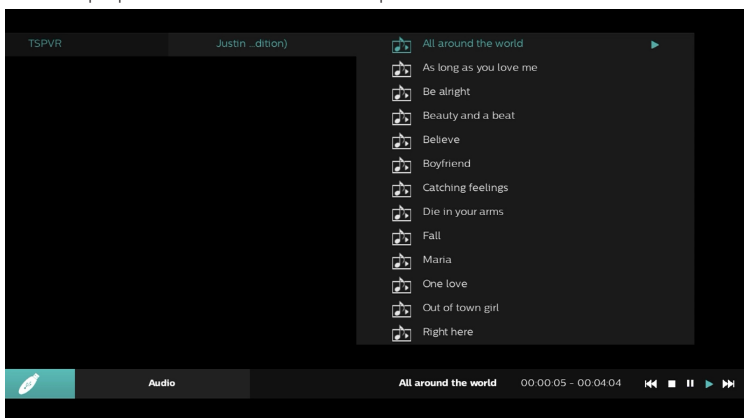 TSPVR
Justin ...dition)
All around the world
As long as you love me
Be alright
Beauty and a beat
Believe
Boyfriend
Catching feelings
Die in your arms
Fall
Maria
One love
Out of town girl
Right here
Audio
All around the world 00:00:05 - 00:04:04